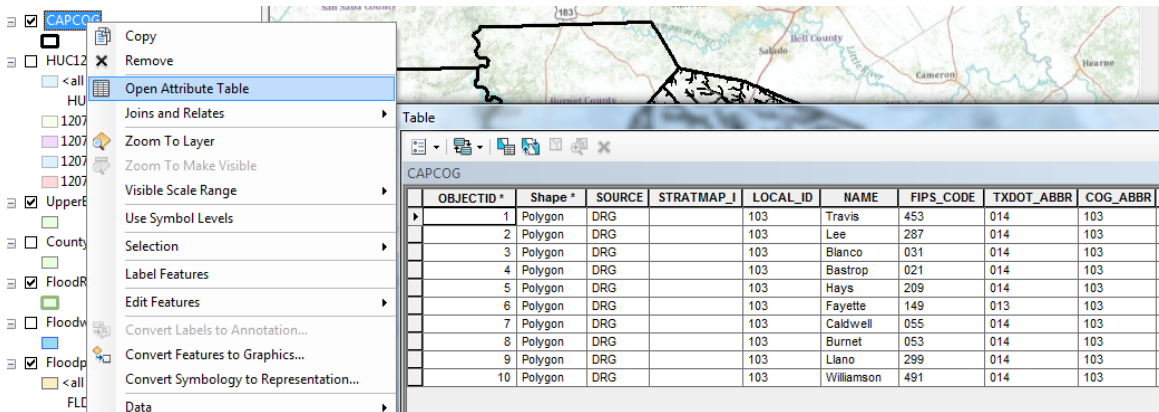 CAPCOG
HUC12
<all
HU
1207
1207
1207
1207
UpperE
County
FloodR
Floodw
Floodp
<all
FLD
Copy
Remove
Open Attribute Table
Joins and Relates
Zoom To Layer
Zoom To Make Visible
Visible Scale Range
Use Symbol Levels
Selection
Label Features
Edit Features
Convert Labels to Annotation...
Convert Features to Graphics...
Convert Symbology to Representation...
Data
San Saba County
183
Bell County
Salado
Little River
Cameron
Hearne
Burnet County
Table
CAPCOG
OBJECTID * Shape * SOURCE STRATMAP_I LOCAL_ID NAME FIPS_CODE TXDOT_ABBR COG_ABBR
1 Polygon DRG 103 Travis 453 014 103
2 Polygon DRG 103 Lee 287 014 103
3 Polygon DRG 103 Blanco 031 014 103
4 Polygon DRG 103 Bastrop 021 014 103
5 Polygon DRG 103 Hays 209 014 103
6 Polygon DRG 103 Fayette 149 013 103
7 Polygon DRG 103 Caldwell 055 014 103
8 Polygon DRG 103 Burnet 053 014 103
9 Polygon DRG 103 Llano 299 014 103
10 Polygon DRG 103 Williamson 491 014 103